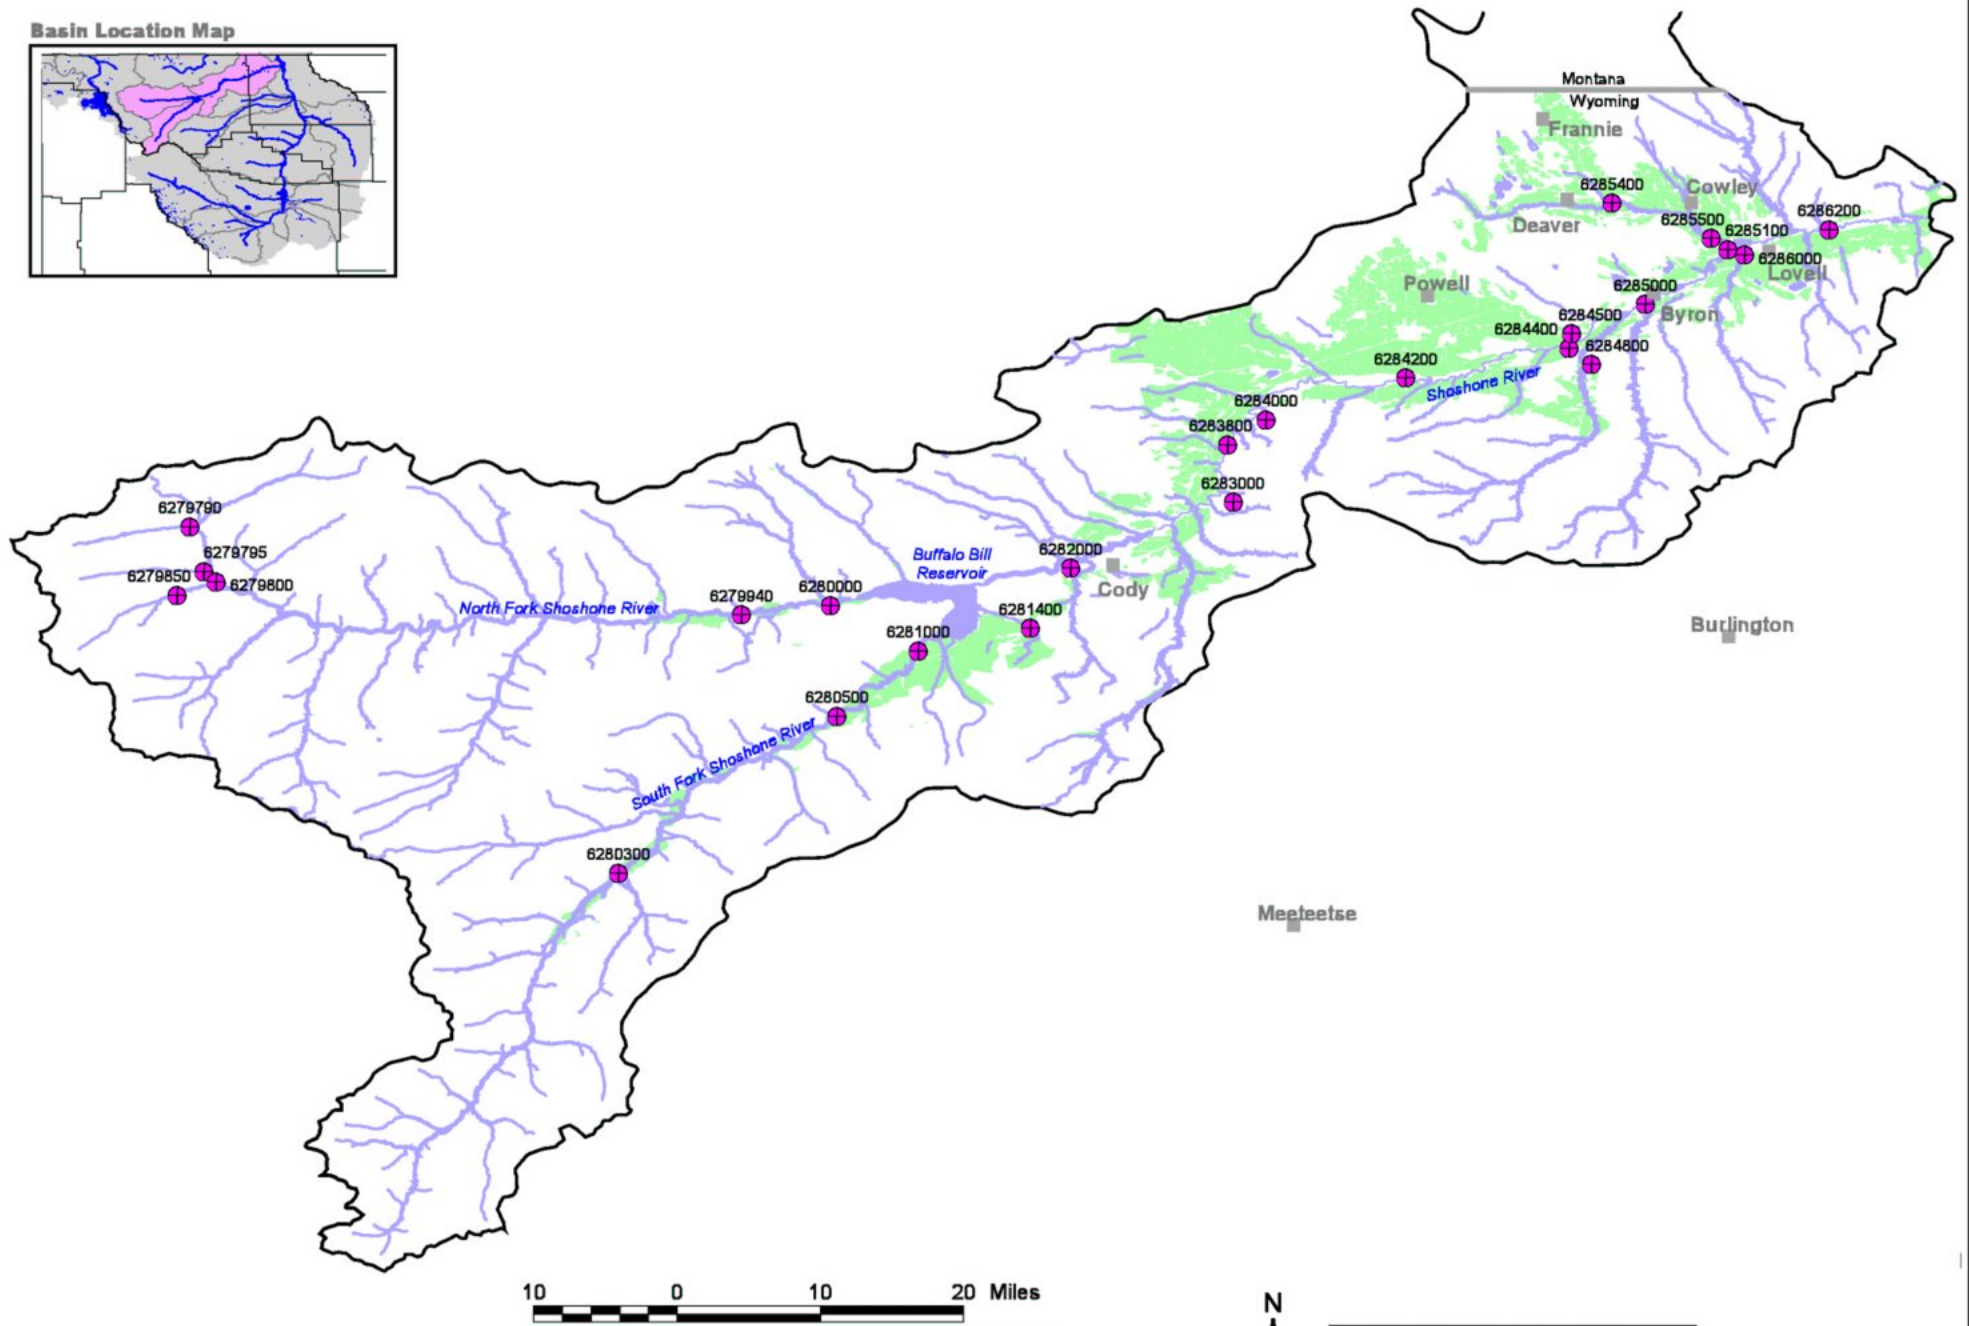 Basin Location Map
Montana
Wyoming
Frannie
6285400
Cowley
Deaver
6285500
6285100
6286200
6286000
Lovell
Powell
6285000
Byron
6284500
6284400
6284800
6284200
Shoshone River
6284000
6283800
6283000
6279790
6279795
6279850
6279800
Buffalo Bill
Reservoir
6282000
Cody
North Fork Shoshone River
6279940
6280000
6281400
6281000
Burlington
6280500
South Fork Shoshone River
6280300
Meeteetse
10 0 10 20 Miles
N